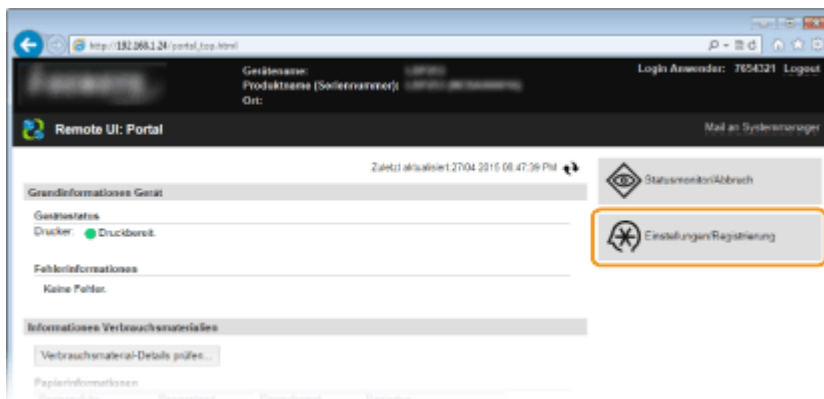 http://192.168.1.24/portal_top.html
Gerätename:
Produktname (Seriennummer):
Ort:
Login Anwender: 7654321 Logout
Remote UI: Portal
Mail an Systemmanager
Zuletzt aktualisiert:27/04 2015 08:47:39 PM
Statusmonitor/Abbruch
Grundinformationen Gerät
Gerätestatus
Drucker: Druckbereit.
Einstellungen/Registrierung
Fehlerinformationen
Keine Fehler.
Informationen Verbrauchsmaterialien
Verbrauchsmaterial-Details prüfen...
Papierinformationen